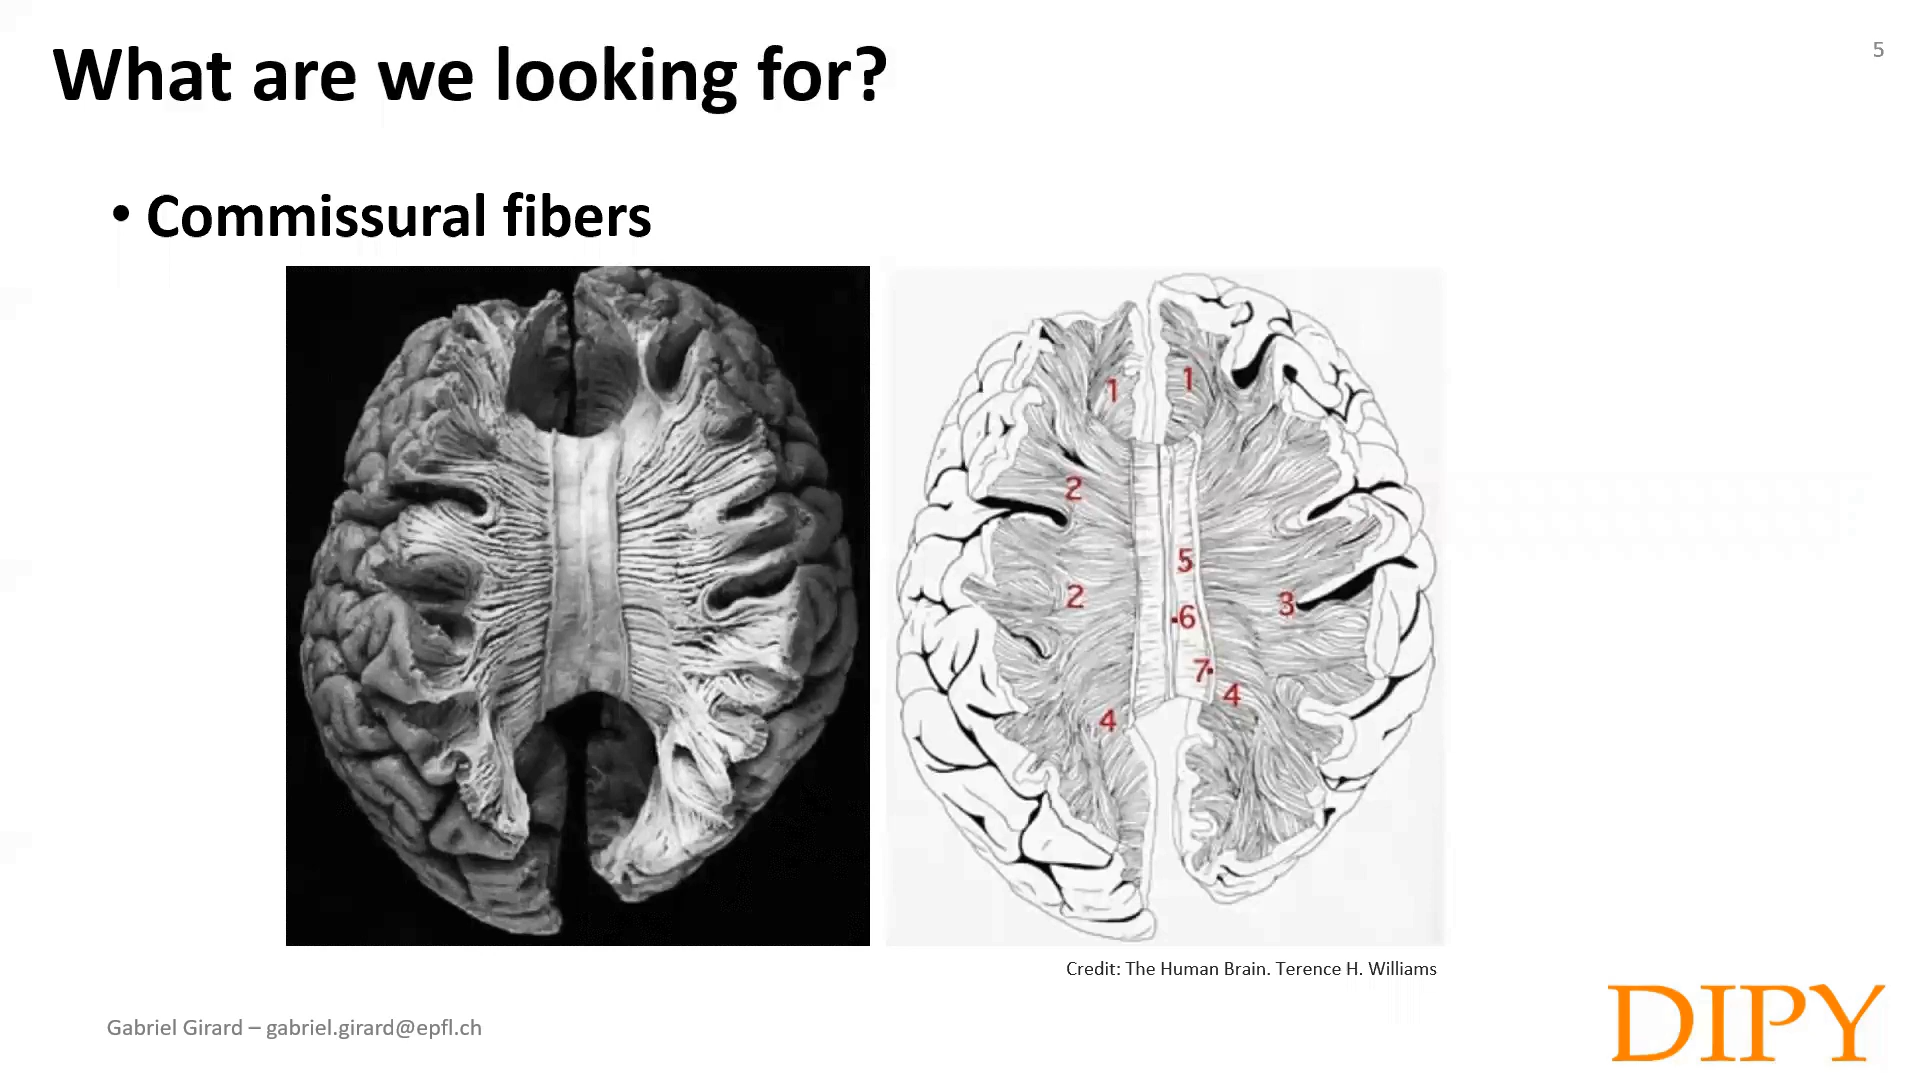 What are we looking for?
5
• Commissural fibers
1 1
2
5
2 3
6
7
4
4
Credit: The Human Brain. Terence H. Williams
Gabriel Girard – gabriel.girard@epfl.ch
DIPY